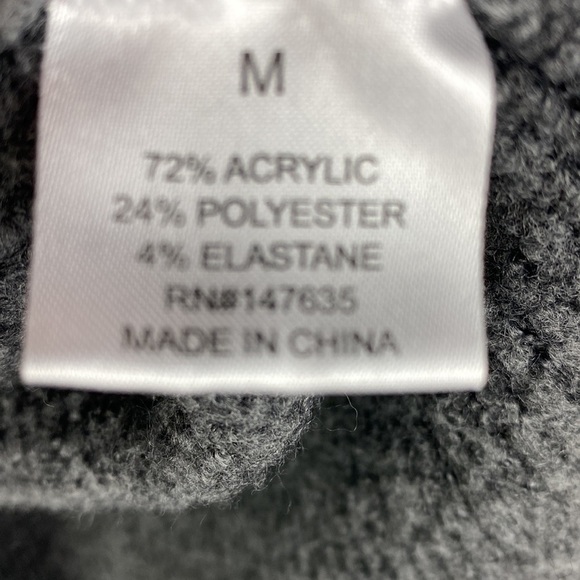 M
72% ACRYLIC
24% POLYESTER
4% ELASTANE
RN#147635
MADE IN CHINA